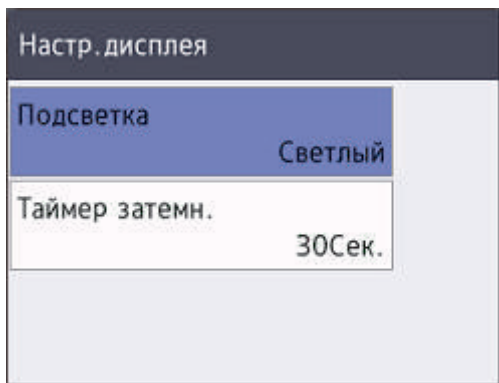 Настр.дисплея
Подсветка
Светлый
Таймер затемн.
30Сек.